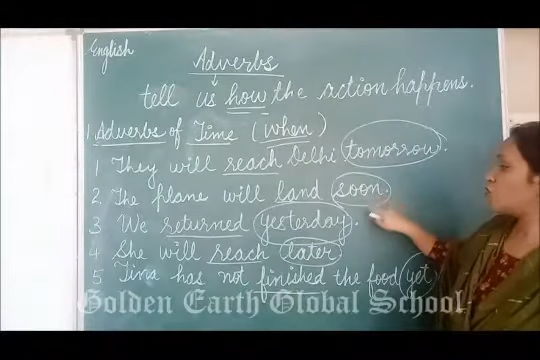 English
Adverbs
tell us how the action happens.
1 Adverbs of Time (when)
1 They will reach Delhi tomorrow.
2. The plane will land soon.
3 We returned yesterday.
4 She will reach later
5 Tina has not finished the food yet
Golden Earth Global School